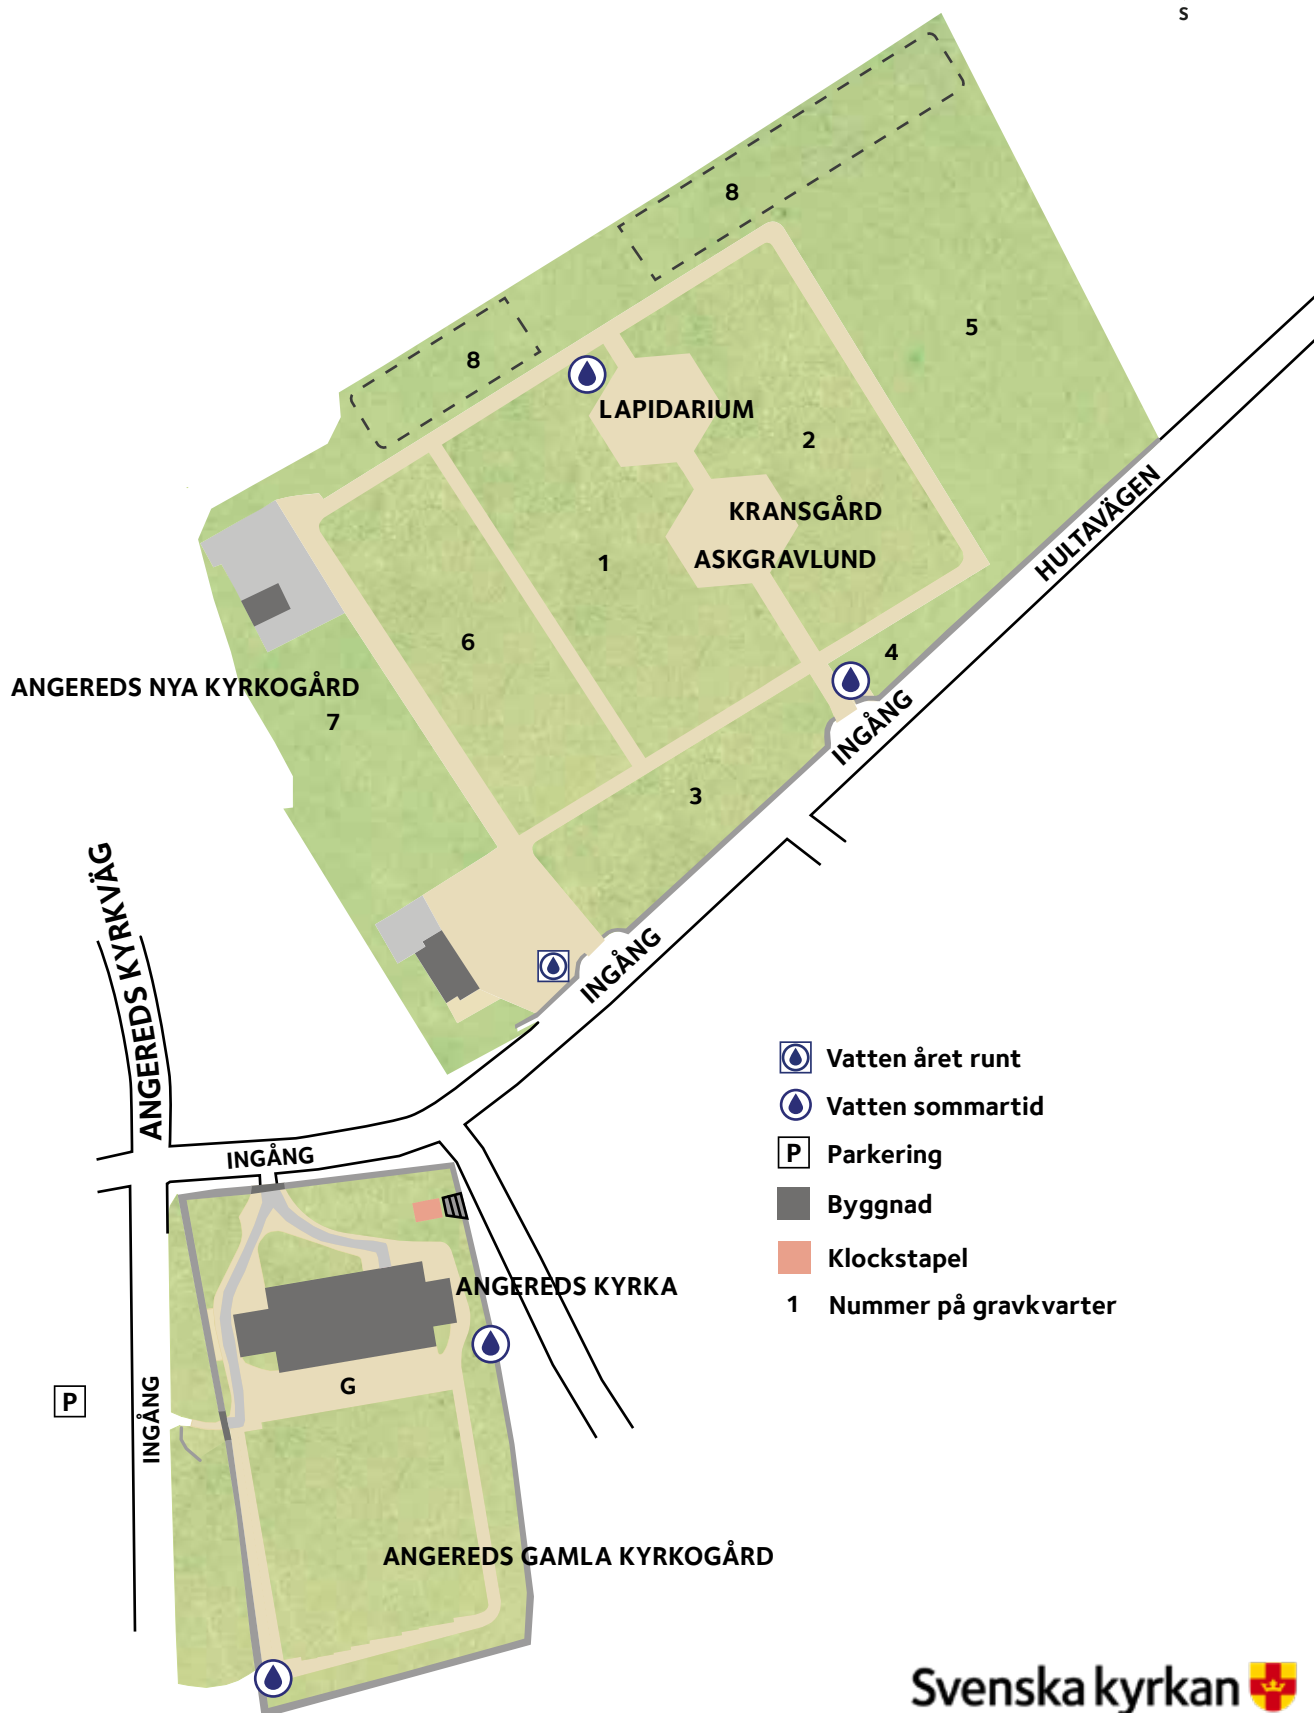 S
8
5
8
LAPIDARIUM
2
KRANSGÅRD
HULTAVÄGEN
ASKGRAVLUND
1
6
4
ANGEREDS NYA KYRKOGÅRD
7
INGÅNG
3
ANGEREDS KYRKVÄG
INGÅNG
Vatten året runt
Vatten sommartid
INGÅNG
P Parkering
Byggnad
Klockstapel
ANGEREDS KYRKA
1 Nummer på gravkvarter
G
P
INGÅNG
ANGEREDS GAMLA KYRKOGÅRD
Svenska kyrkan